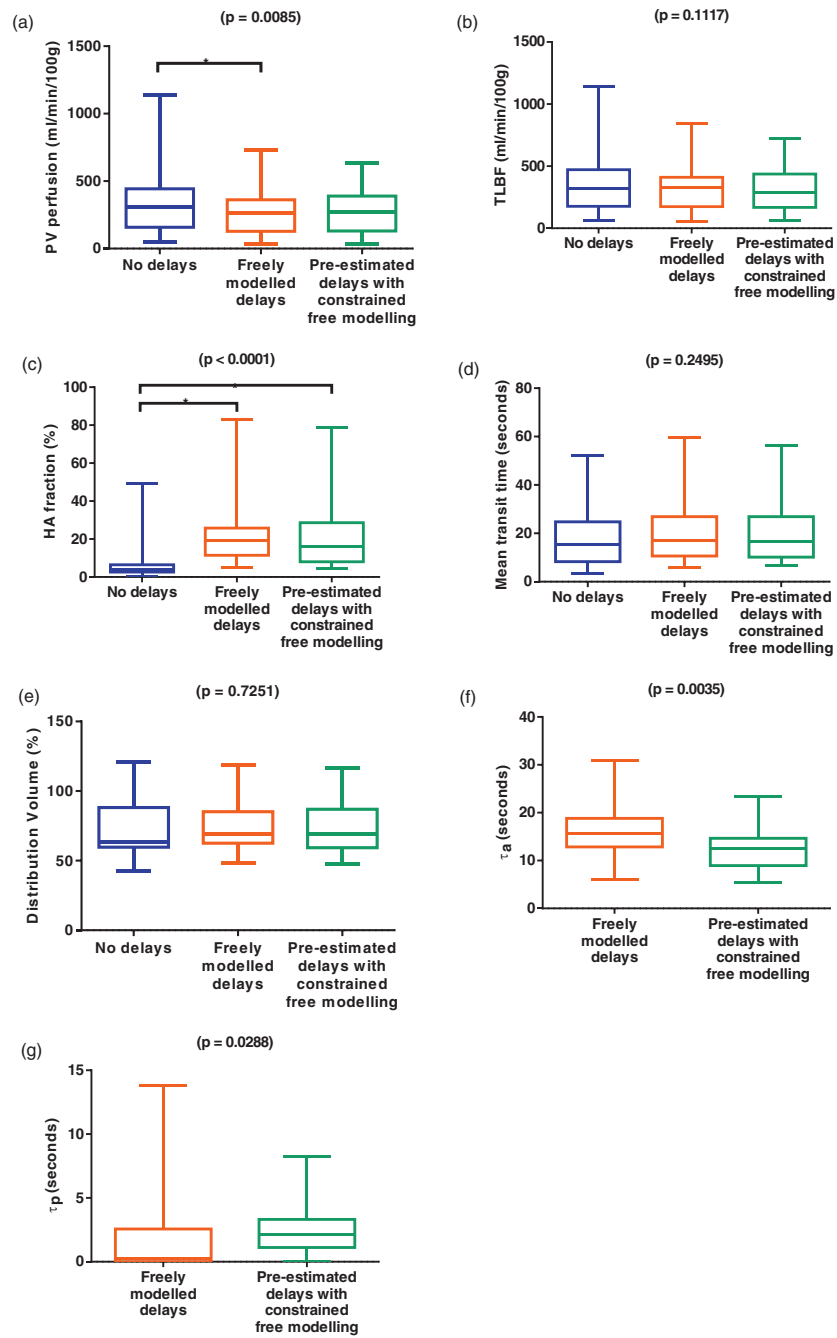 (a)
(p = 0.0085)
PV perfusion (ml/min/100g)
1500
1000
500
0
*
No delays
Freely
modelled
delays
Pre-estimated
delays with
constrained
free modelling
(b)
(p = 0.1117)
TLBF (ml/min/100g)
1500
1000
500
0
No delays
Freely
modelled
delays
Pre-estimated
delays with
constrained
free modelling
(c)
(p < 0.0001)
HA fraction (%)
100
80
60
40
20
0
*
*
No delays
Freely
modelled
delays
Pre-estimated
delays with
constrained
free modelling
(d)
(p = 0.2495)
Mean transit time (seconds)
80
60
40
20
0
No delays
Freely
modelled
delays
Pre-estimated
delays with
constrained
free modelling
(e)
(p = 0.7251)
Distribution Volume (%)
150
100
50
0
No delays
Freely
modelled
delays
Pre-estimated
delays with
constrained
free modelling
(f)
(p = 0.0035)
τa (seconds)
40
30
20
10
0
Freely
modelled
delays
Pre-estimated
delays with
constrained
free modelling
(g)
(p = 0.0288)
τp (seconds)
15
10
5
0
Freely
modelled
delays
Pre-estimated
delays with
constrained
free modelling